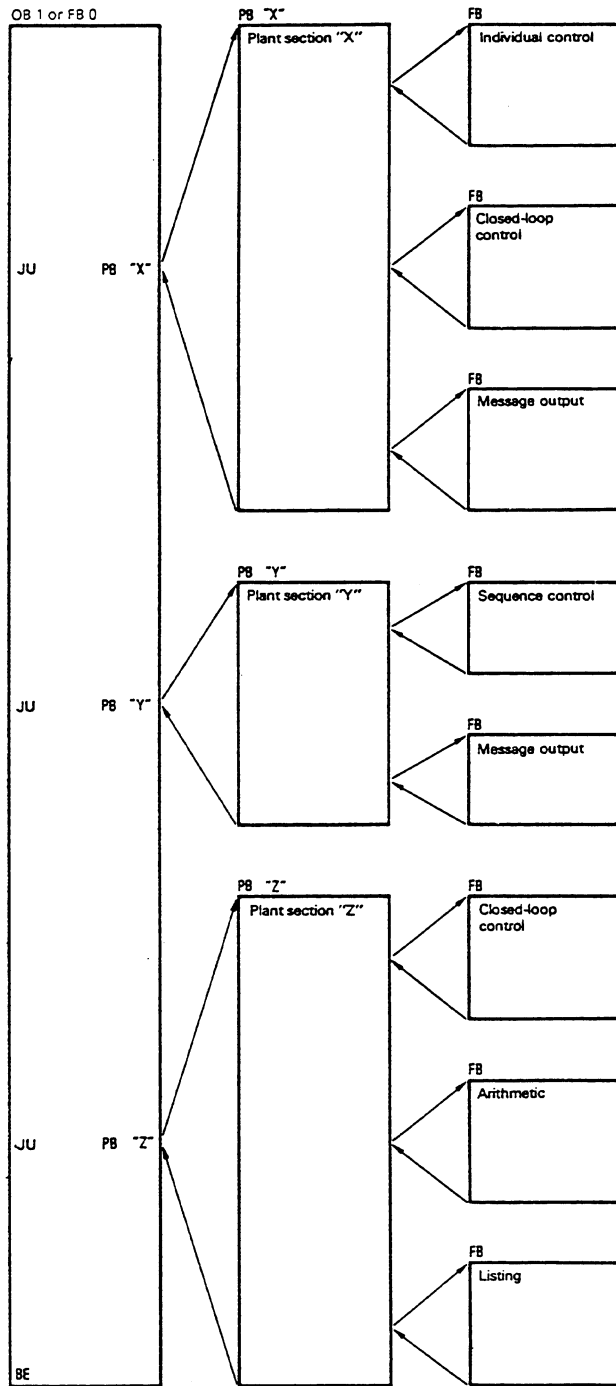 OB 1 or FB 0
PB "X"
Plant section "X"
FB
Individual control
FB
Closed-loop
control
JU PB "X"
FB
Message output
PB "Y"
Plant section "Y"
FB
Sequence control
JU PB "Y"
FB
Message output
PB "Z"
Plant section "Z"
FB
Closed-loop
control
FB
Arithmetic
JU PB "Z"
FB
Listing
BE